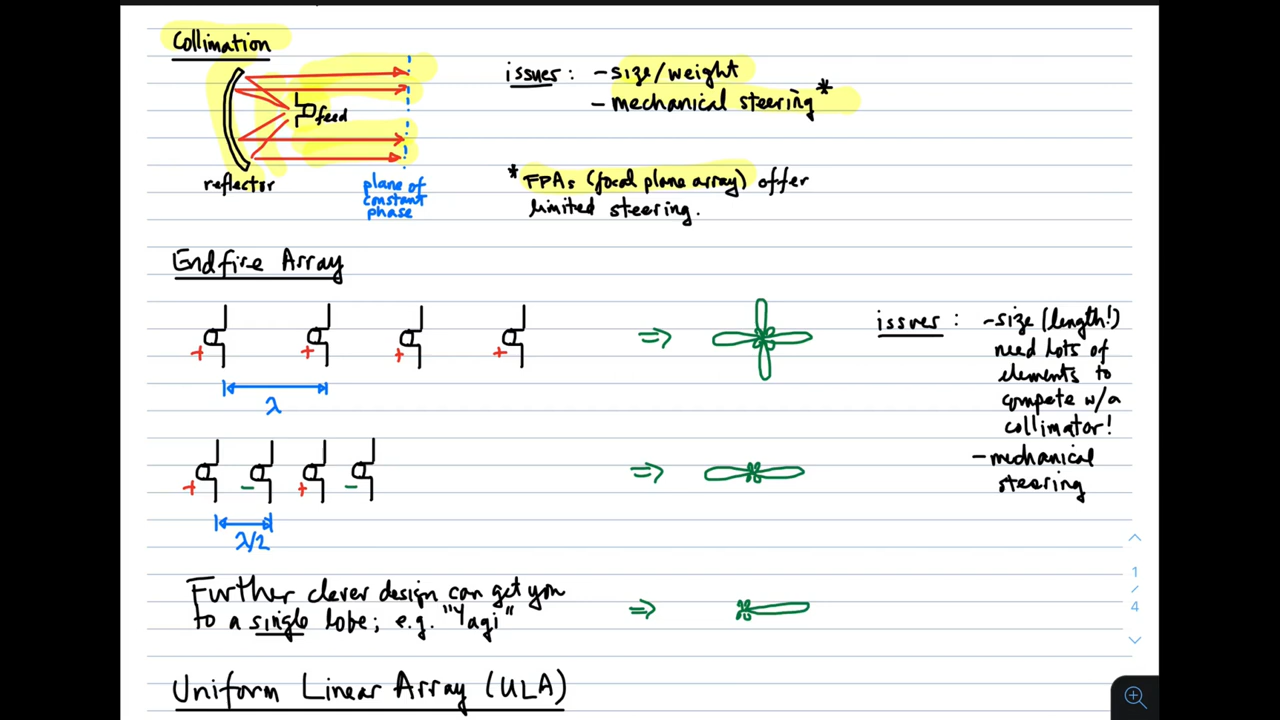 Collimation
issues: - size/weight
- mechanical steering*
feed
reflector
plane of
constant
phase
* FPAs (focal plane array) offer
limited steering.
Endfire Array
+ + + +
⇒
λ
issues: - size (length!)
need lots of
elements to
compete w/a
collimator!
- mechanical
steering
+ - + -
⇒
λ/2
Further clever design can get you
to a single lobe; e.g. "Yagi"
⇒
1
/
4
Uniform Linear Array (ULA)